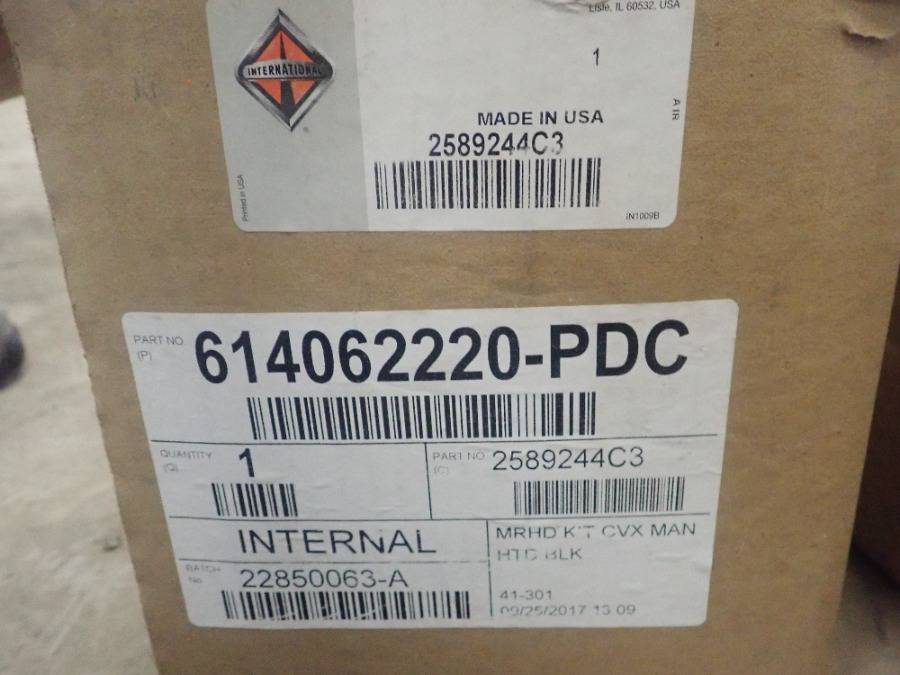 Lisle, IL 60532, USA
INTERNATIONAL
®
1
MADE IN USA
2589244C3
AIR
Printed in USA
IN1009B
PART NO
(P)
614062220-PDC
QUANTITY
(Q)
1
PART NO
(C)
2589244C3
INTERNAL
MRHD KIT CVX MAN
HTD BLK
BATCH
No
22850063-A
41-301
09/25/2017 13 09